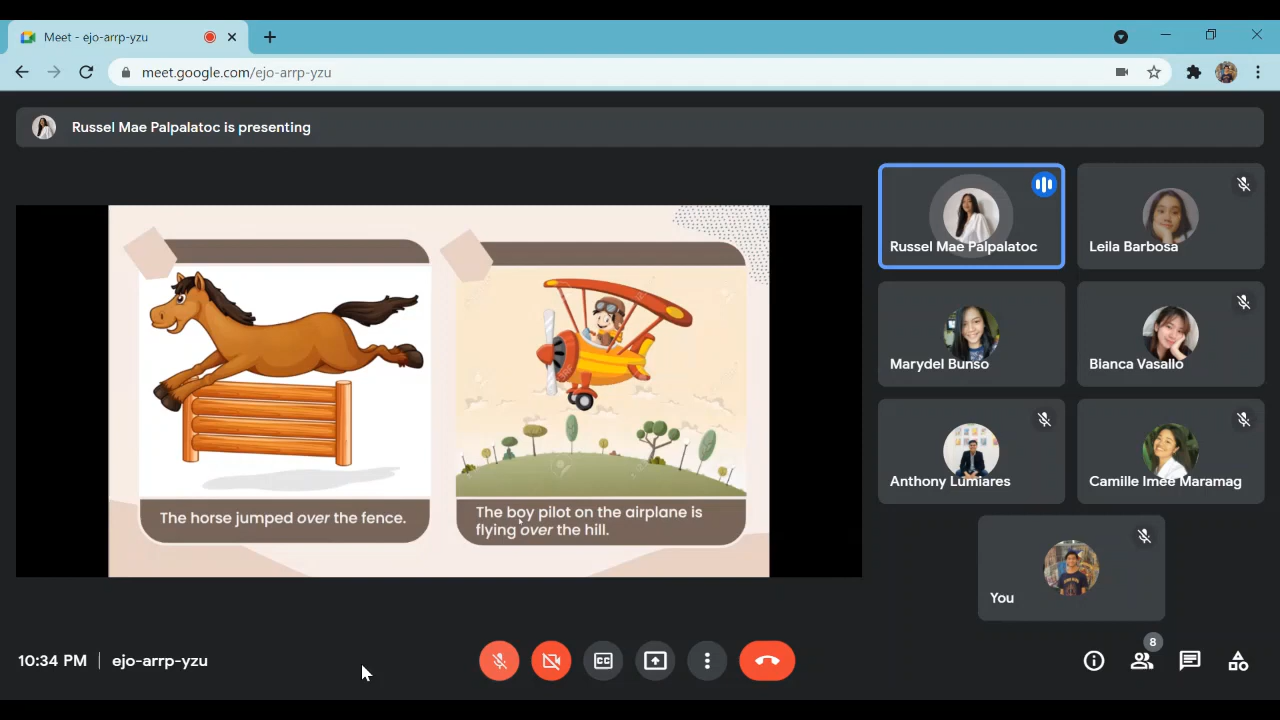 Meet - ejo-arrp-yzu
meet.google.com/ejo-arrp-yzu
Russel Mae Palpalatoc is presenting
The horse jumped over the fence.
The boy pilot on the airplane is
flying over the hill.
Russel Mae Palpalatoc
Leila Barbosa
Marydel Bunso
Bianca Vasallo
Anthony Lumiares
Camille Imee Maramag
You
10:34 PM | ejo-arrp-yzu
CC
8